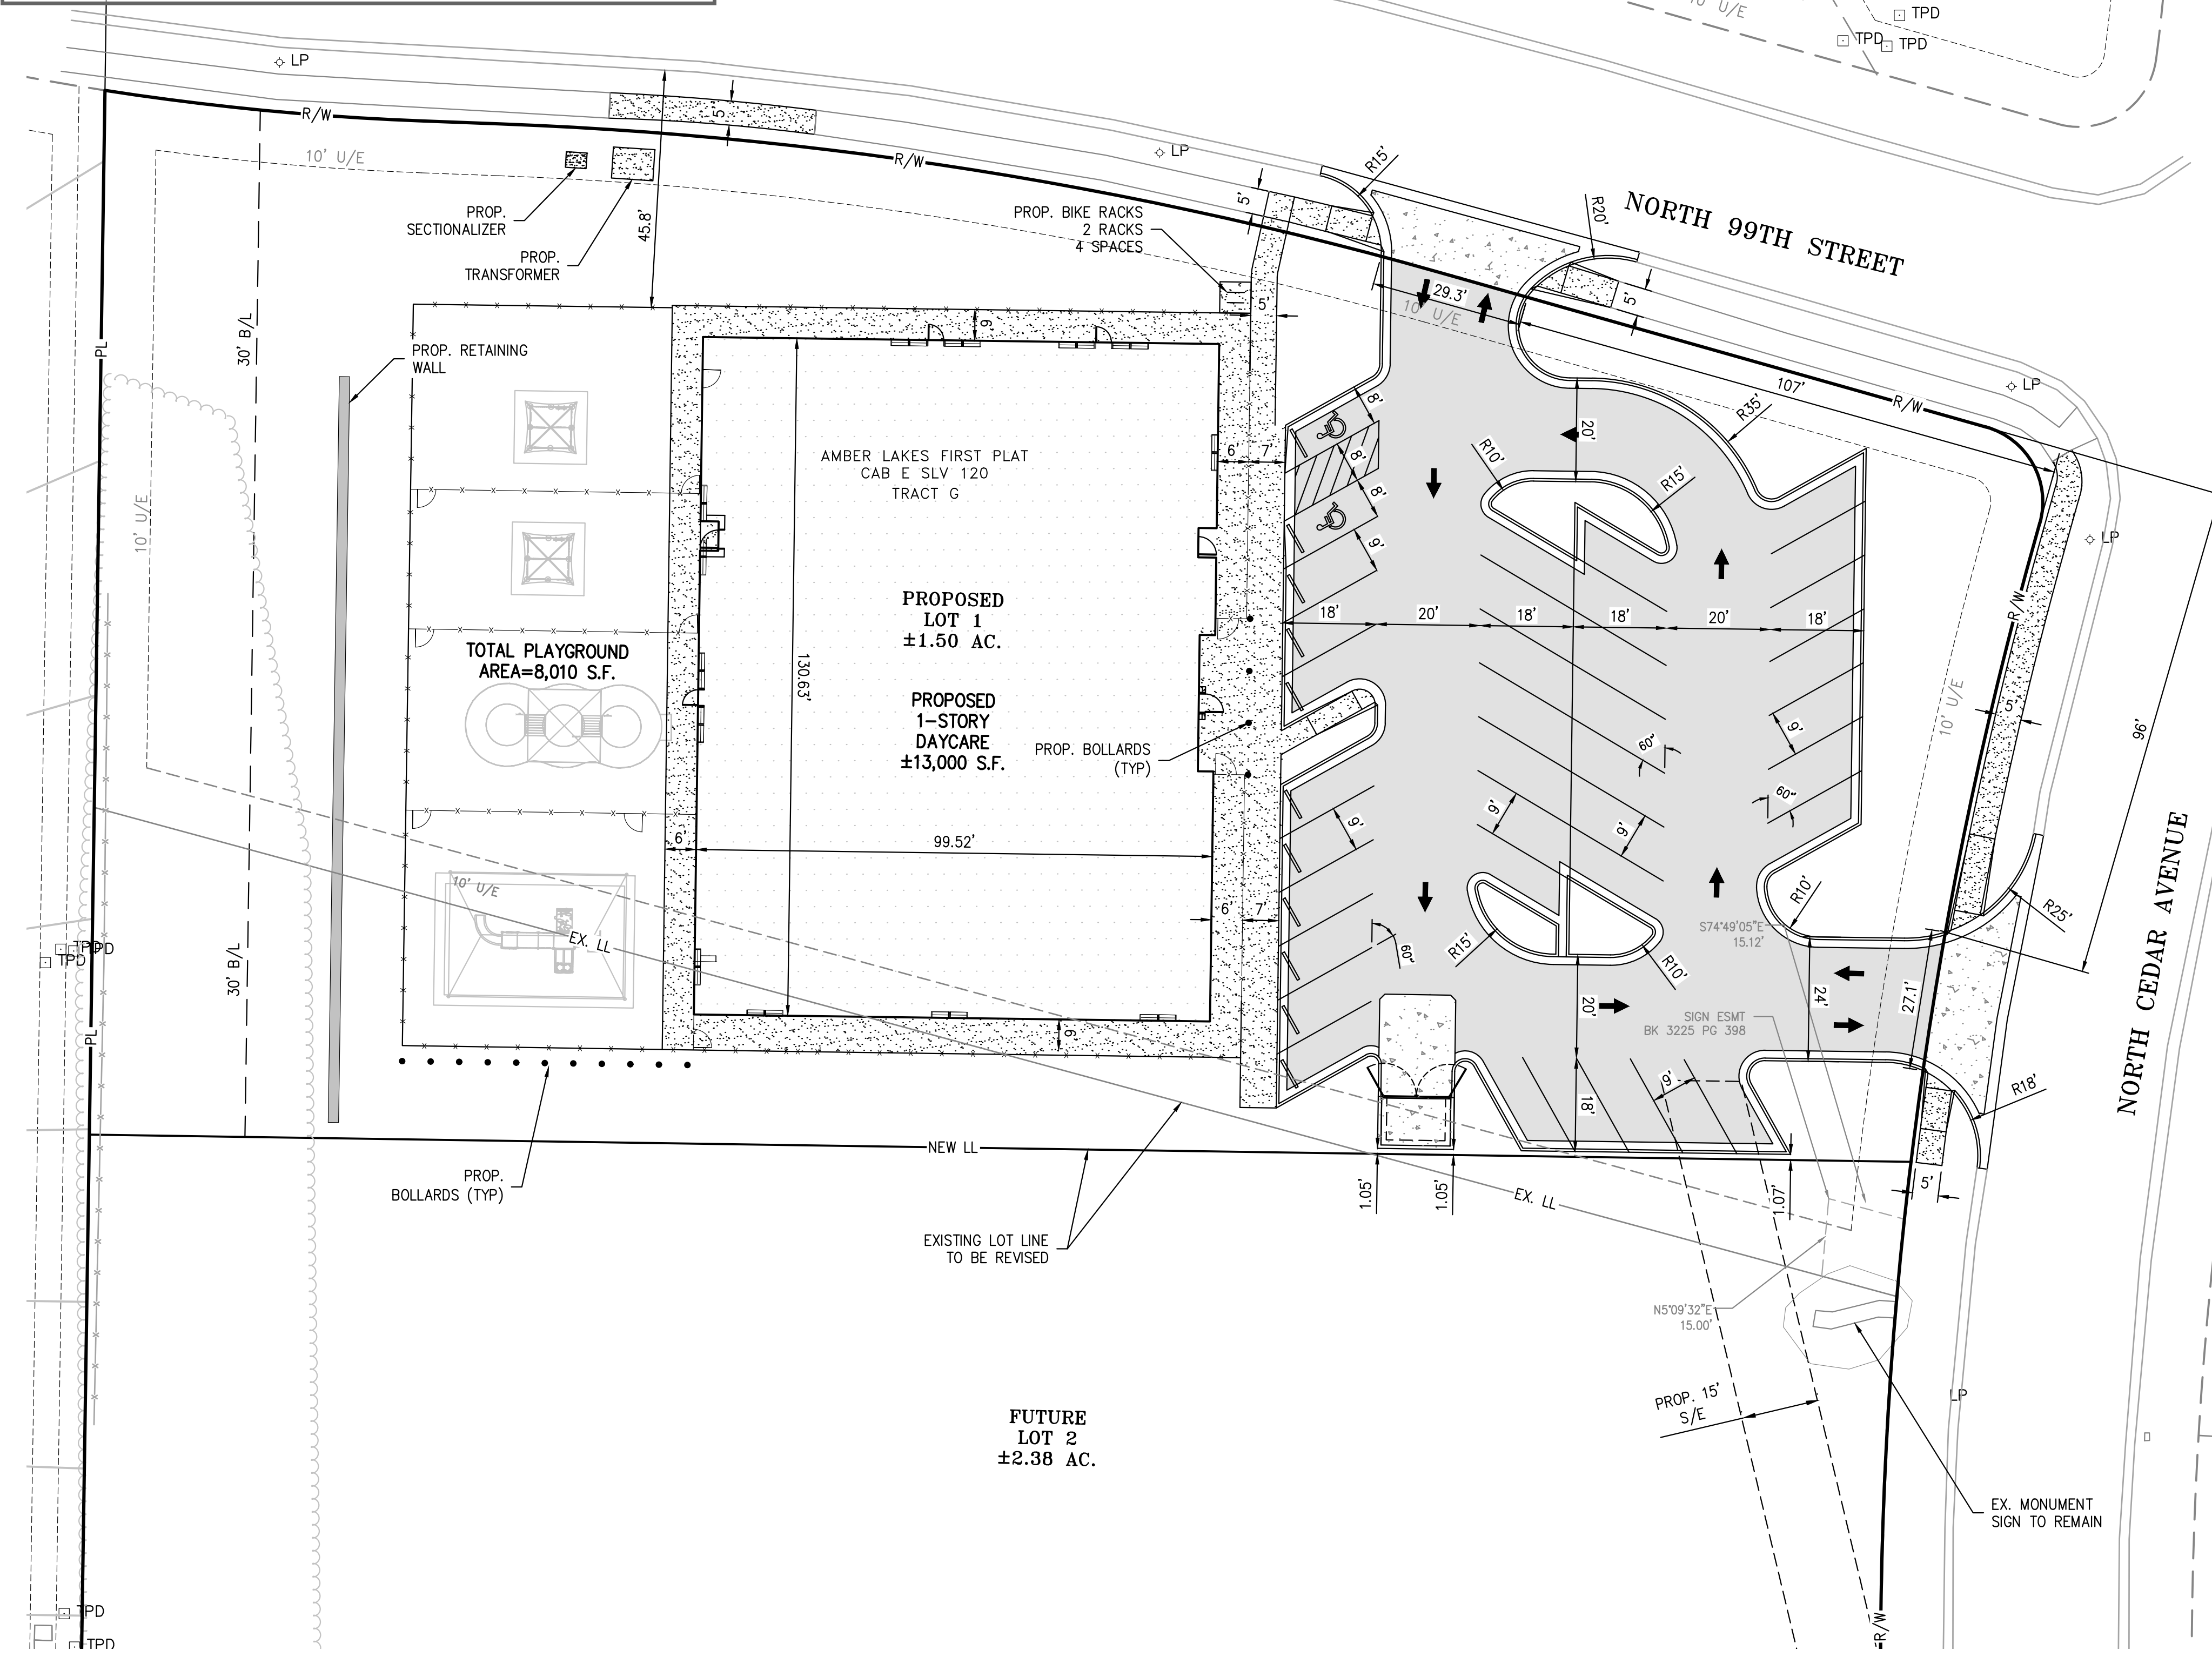 10' U/E
TPD
TPD
TPD
LP
R/W
10' U/E
5'
R/W
LP
R15'
R20'
NORTH 99TH STREET
PROP.
SECTIONALIZER
PROP.
TRANSFORMER
45.8'
PROP. BIKE RACKS
2 RACKS
4 SPACES
5'
5'
29.3'
10' U/E
5'
107'
R/W
LP
PL
30' B/L
PROP. RETAINING
WALL
6'
8'
20'
R35'
AMBER LAKES FIRST PLAT
CAB E SLV 120
TRACT G
6'
7'
8'
8'
9'
R10'
R15'
10' U/E
LP
R/W
PROPOSED
LOT 1
±1.50 AC.
18'
20'
18'
18'
20'
18'
TOTAL PLAYGROUND
AREA=8,010 S.F.
130.63'
PROPOSED
1-STORY
DAYCARE
±13,000 S.F.
PROP. BOLLARDS
(TYP)
60°
9'
60°
10' U/E
5'
96'
9'
9'
9'
6'
99.52'
10' U/E
EX. LL
6'
7'
60°
R15'
R10'
R10'
S74°49'05"E
15.12'
R25'
NORTH CEDAR AVENUE
TPD
TPD
TPD
30' B/L
PL
6'
20'
24'
27.1'
SIGN ESMT
BK 3225 PG 398
9'
18'
R18'
NEW LL
PROP.
BOLLARDS (TYP)
1.05'
1.05'
1.07'
5'
EX. LL
EXISTING LOT LINE
TO BE REVISED
N5°09'32"E
15.00'
PROP. 15'
S/E
LP
FUTURE
LOT 2
±2.38 AC.
EX. MONUMENT
SIGN TO REMAIN
TPD
TPD
R/W